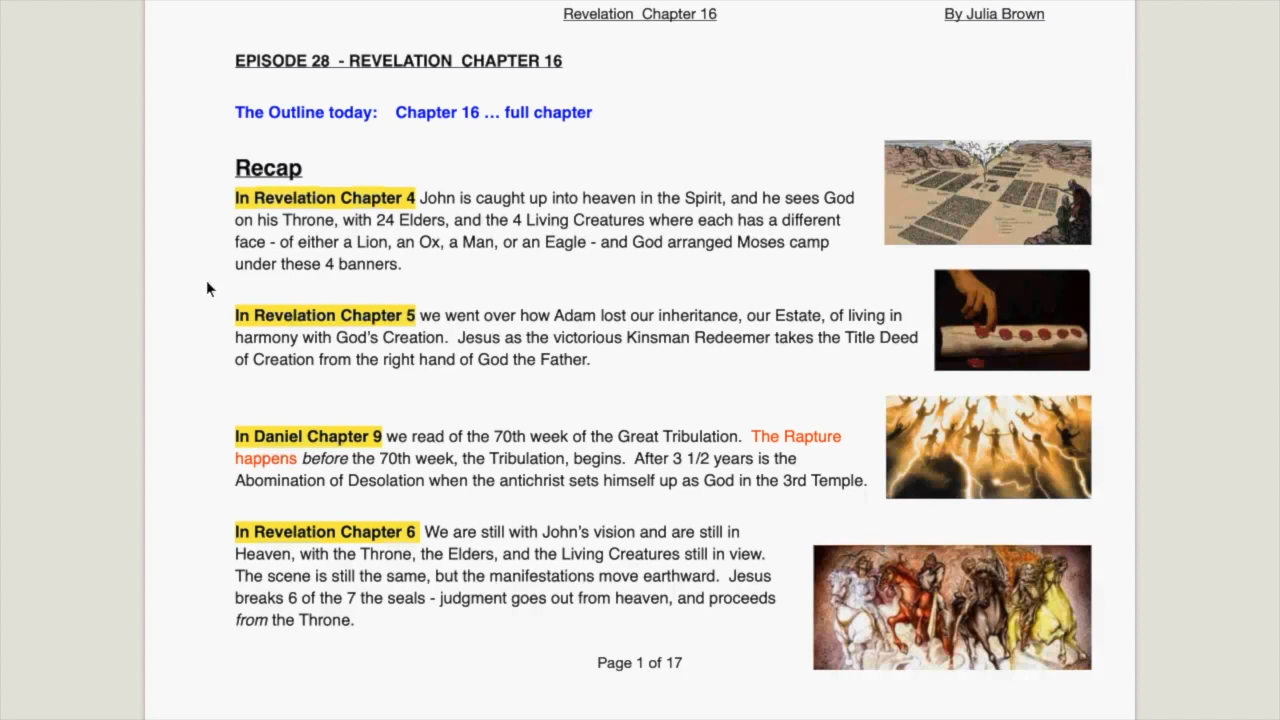 Revelation  Chapter 16 By Julia Brown
EPISODE 28  - REVELATION  CHAPTER 16
The Outline today:    Chapter 16 … full chapter
Recap
In Revelation Chapter 4 John is caught up into heaven in the Spirit, and he sees God
on his Throne, with 24 Elders, and the 4 Living Creatures where each has a different
face - of either a Lion, an Ox, a Man, or an Eagle - and God arranged Moses camp
under these 4 banners.
In Revelation Chapter 5 we went over how Adam lost our inheritance, our Estate, of living in
harmony with God’s Creation.  Jesus as the victorious Kinsman Redeemer takes the Title Deed
of Creation from the right hand of God the Father.
In Daniel Chapter 9 we read of the 70th week of the Great Tribulation.  The Rapture
happens before the 70th week, the Tribulation, begins.  After 3 1/2 years is the
Abomination of Desolation when the antichrist sets himself up as God in the 3rd Temple.
In Revelation Chapter 6  We are still with John’s vision and are still in
Heaven, with the Throne, the Elders, and the Living Creatures still in view.
The scene is still the same, but the manifestations move earthward.  Jesus
breaks 6 of the 7 the seals - judgment goes out from heaven, and proceeds
from the Throne.
Page 1 of 17